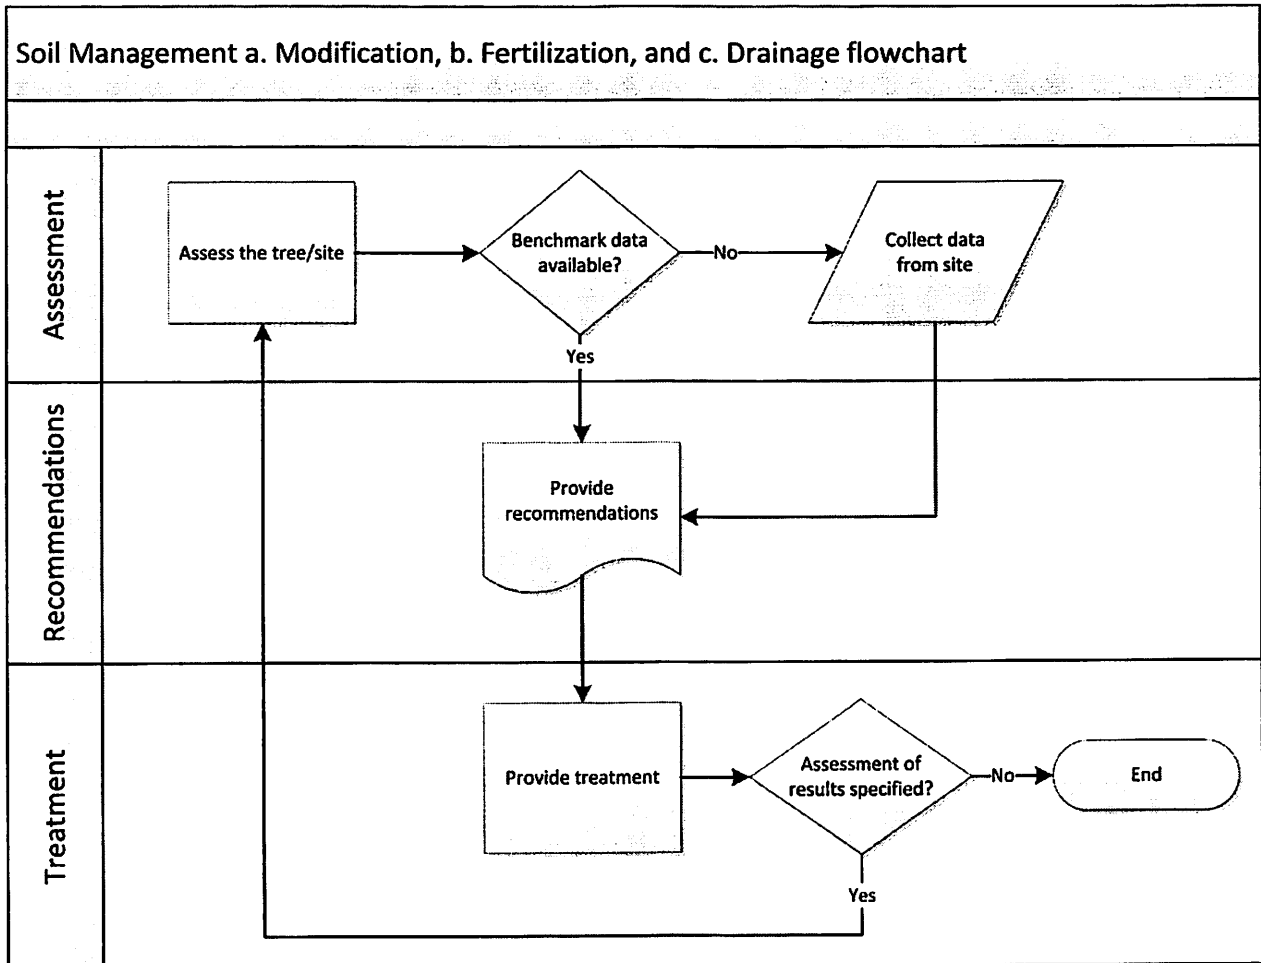 Soil Management a. Modification, b. Fertilization, and c. Drainage flowchart
Assessment
Assess the tree/site
Benchmark data
available?
No
Collect data
from site
Yes
Recommendations
Provide
recommendations
Treatment
Provide treatment
Assessment of
results specified?
No
End
Yes